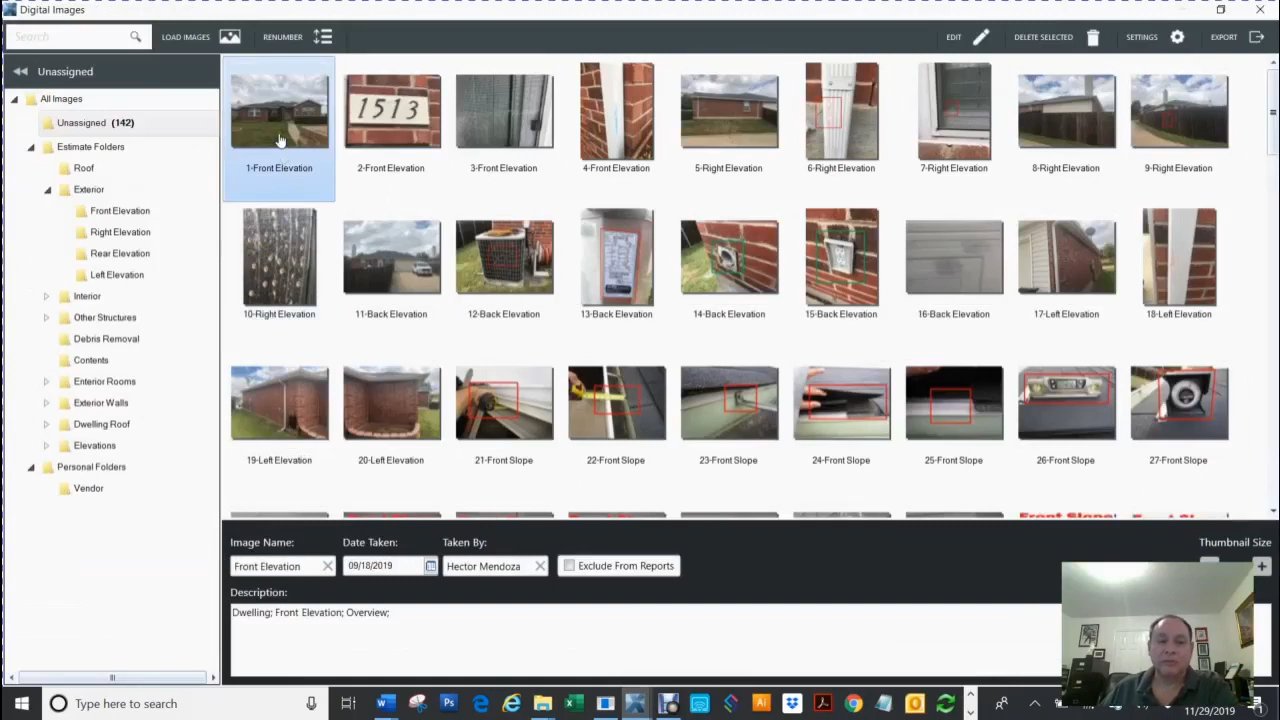 Digital Images
Search
LOAD IMAGES
RENUMBER
EDIT
DELETE SELECTED
SETTINGS
EXPORT
Unassigned
All Images
Unassigned (142)
Estimate Folders
Roof
Exterior
Front Elevation
Right Elevation
Rear Elevation
Left Elevation
Interior
Other Structures
Debris Removal
Contents
Exterior Rooms
Exterior Walls
Dwelling Roof
Elevations
Personal Folders
Vendor
1513
1-Front Elevation
2-Front Elevation
3-Front Elevation
4-Front Elevation
5-Right Elevation
6-Right Elevation
7-Right Elevation
8-Right Elevation
9-Right Elevation
10-Right Elevation
11-Back Elevation
12-Back Elevation
13-Back Elevation
14-Back Elevation
15-Back Elevation
16-Back Elevation
17-Left Elevation
18-Left Elevation
19-Left Elevation
20-Left Elevation
21-Front Slope
22-Front Slope
23-Front Slope
24-Front Slope
25-Front Slope
26-Front Slope
27-Front Slope
Image Name:
Date Taken:
Taken By:
Thumbnail Size
Front Elevation
09/18/2019
Hector Mendoza
Exclude From Reports
Description:
Dwelling; Front Elevation; Overview;
Type here to search
11/29/2019